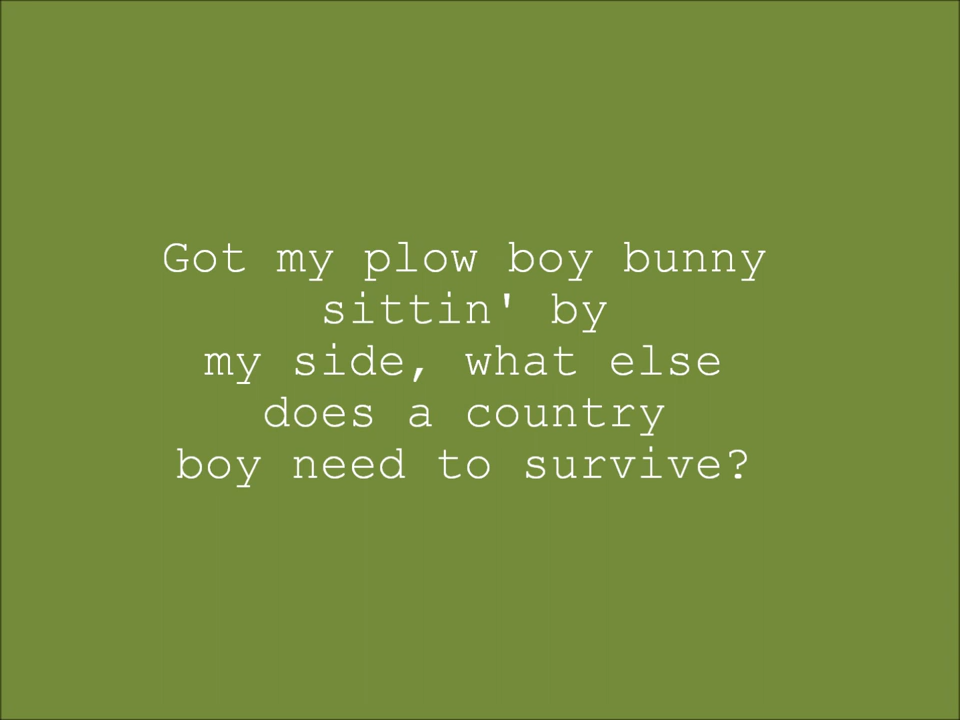 Got my plow boy bunny
sittin' by
my side, what else
does a country
boy need to survive?